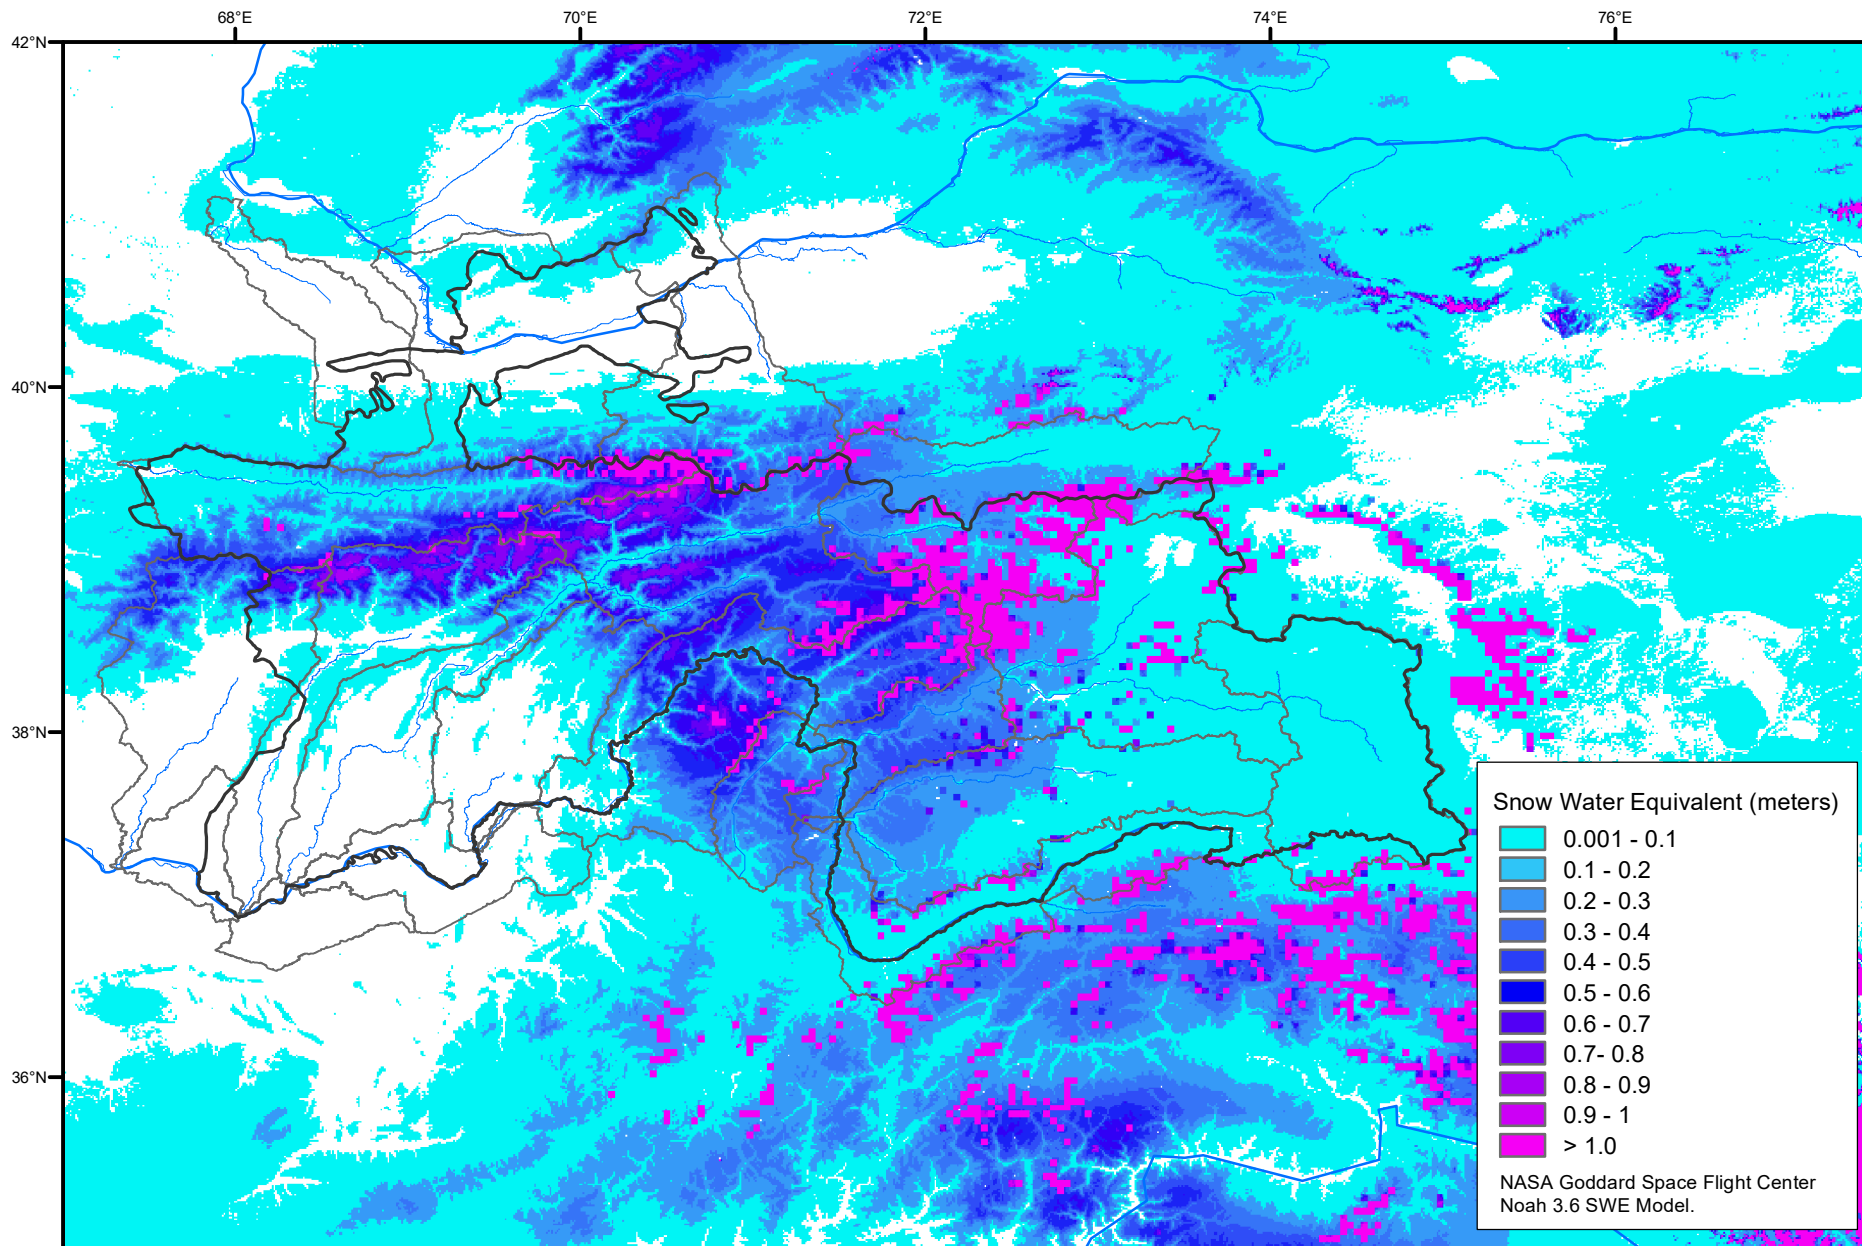 68°E 70°E 72°E 74°E 76°E
42°N
40°N
38°N
36°N
Snow Water Equivalent (meters)
0.001 - 0.1
0.1 - 0.2
0.2 - 0.3
0.3 - 0.4
0.4 - 0.5
0.5 - 0.6
0.6 - 0.7
0.7- 0.8
0.8 - 0.9
0.9 - 1
> 1.0
NASA Goddard Space Flight Center
Noah 3.6 SWE Model.